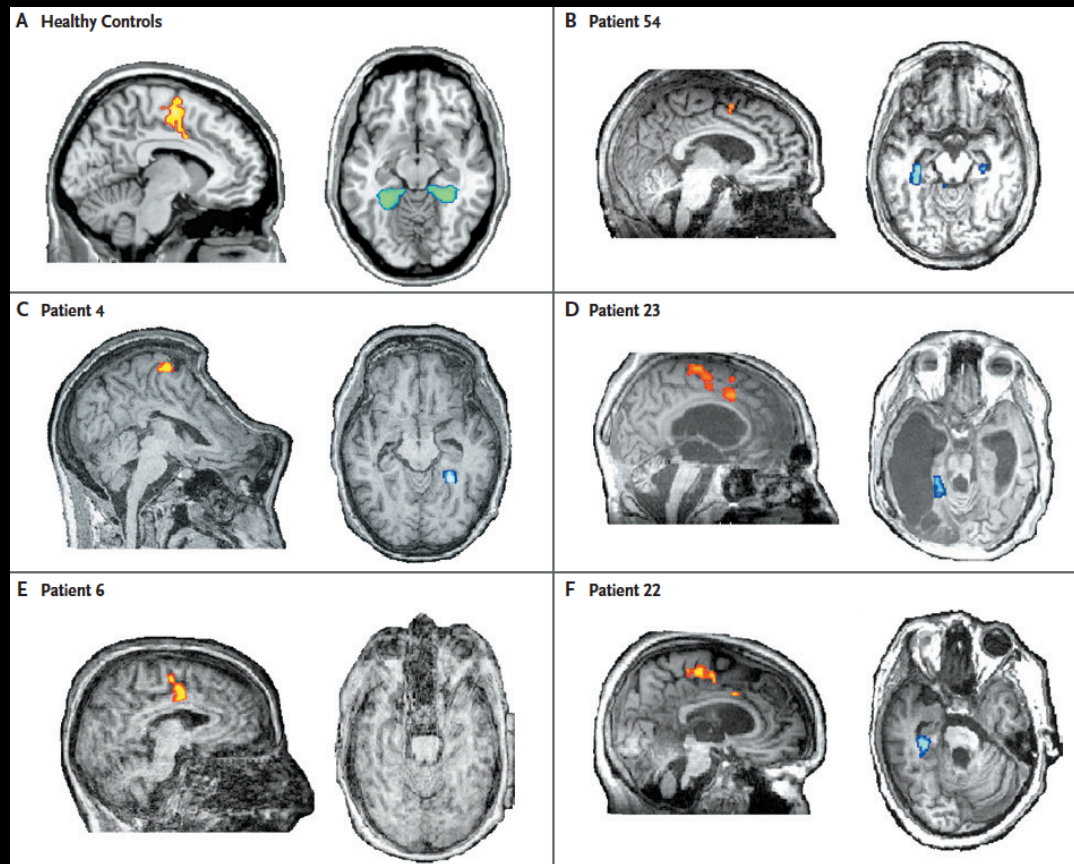 A Healthy Controls
B Patient 54
C Patient 4
D Patient 23
E Patient 6
F Patient 22